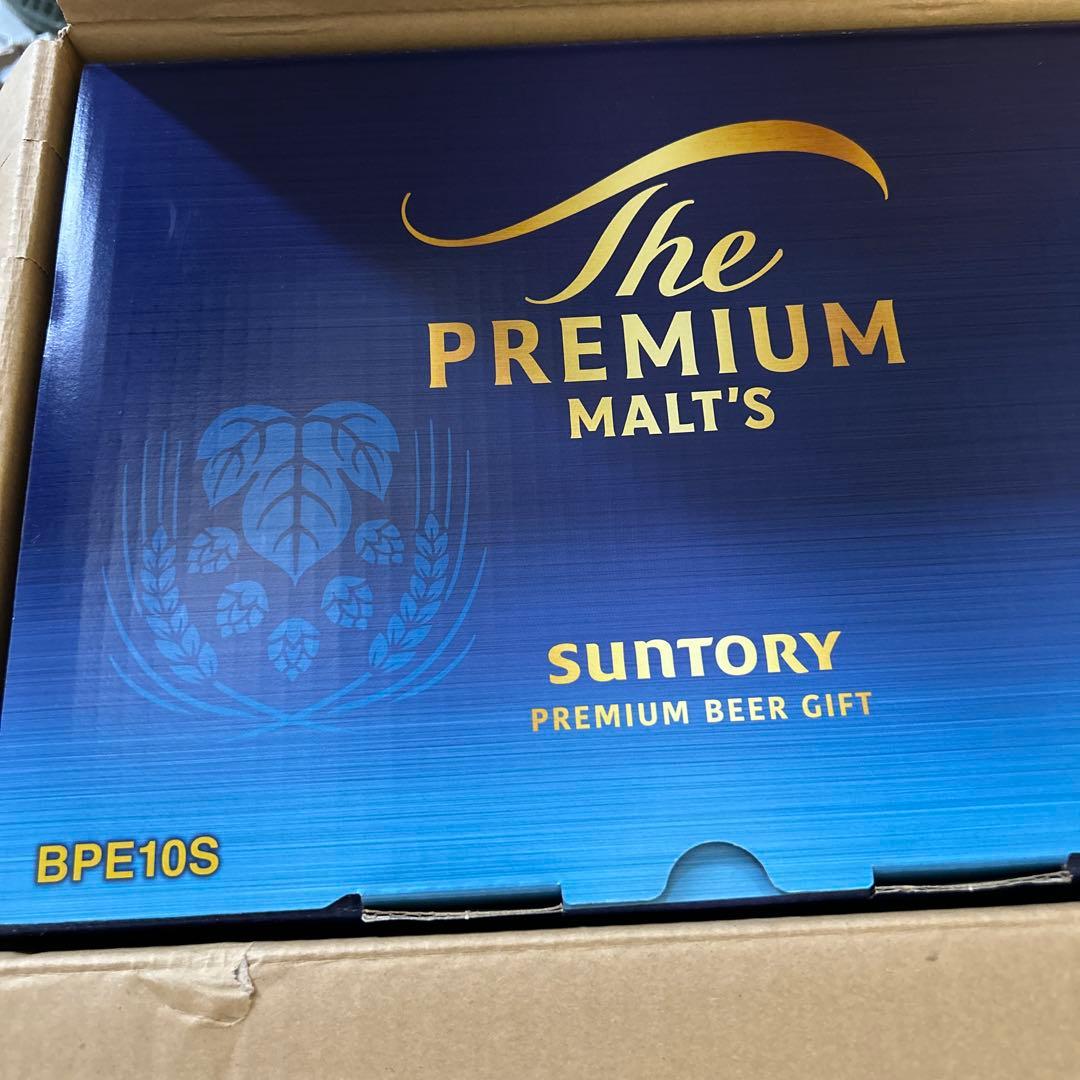 The
PREMIUM
MALT'S
SUNTORY
PREMIUM BEER GIFT
BPE10S